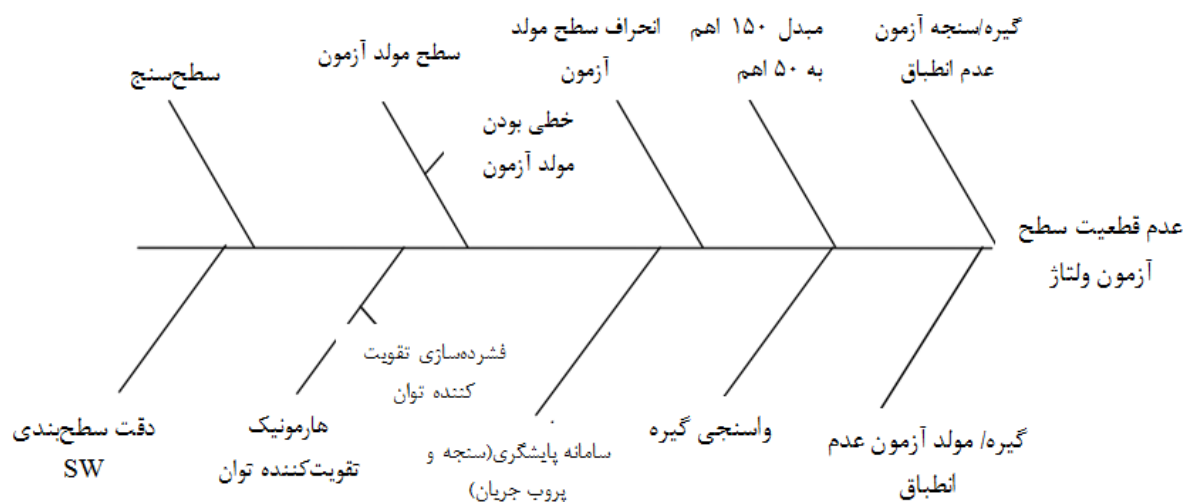 گیره/سنجه آزمون
عدم انطباق
مبدل ۱۵۰ اهم
به ۵۰ اهم
انحراف سطح مولد
آزمون
سطح مولد آزمون
خطی بودن
مولد آزمون
سطح‌سنج
عدم قطعیت سطح
آزمون ولتاژ
گیره/ مولد آزمون عدم
انطباق
واسنجی گیره
سامانه پایشگری(سنجه و
پروب جریان)
فشرده‌سازی تقویت
کننده توان
هارمونیک
تقویت‌کننده توان
دقت سطح‌بندی
SW